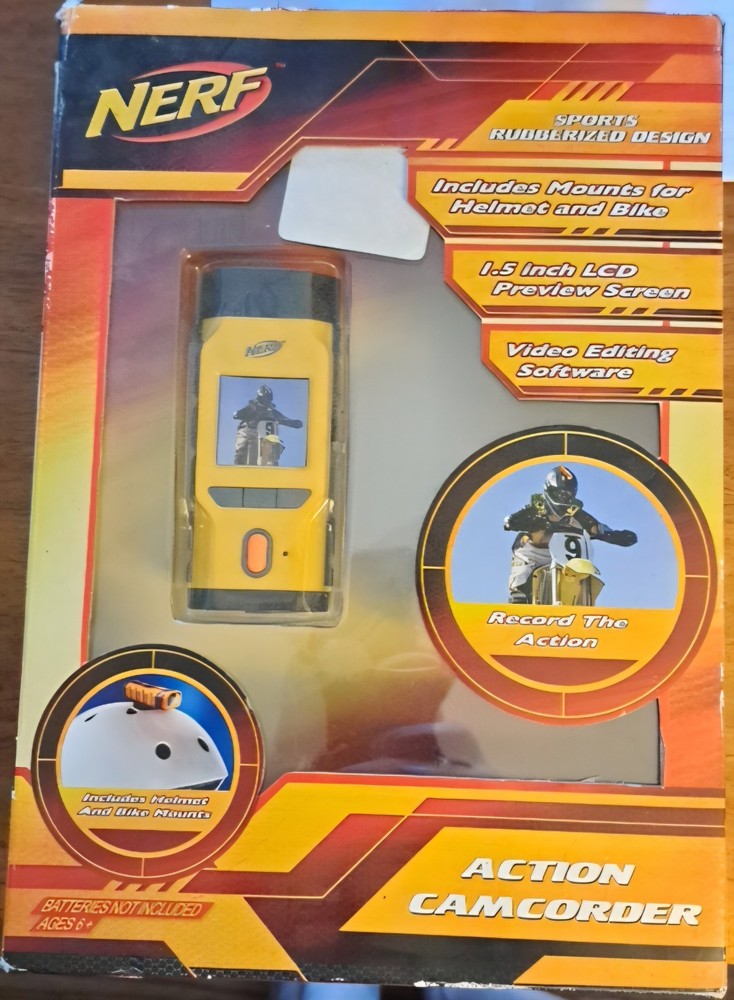 NERF™
SPORTS
RUBBERIZED DESIGN
Includes Mounts for
Helmet and Bike
1.5 Inch LCD
Preview Screen
Video Editing
Software
NERF
9
9
Record The
Action
Includes Helmet
And Bike Mounts
BATTERIES NOT INCLUDED
AGES 6+
ACTION
CAMCORDER